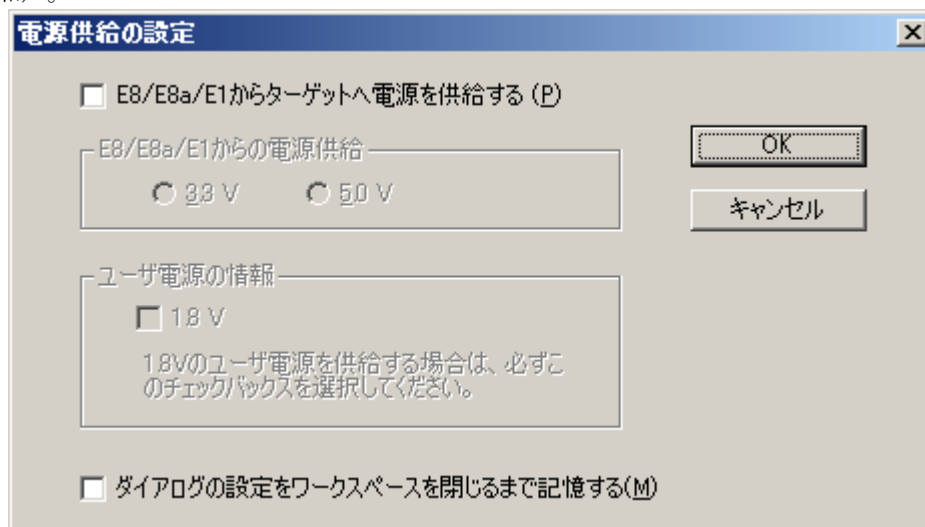 電源供給の設定
E8/E8a/E1からターゲットへ電源を供給する (P)
E8/E8a/E1からの電源供給
OK
3.3 V 5.0 V
キャンセル
ユーザ電源の情報
1.8 V
1.8Vのユーザ電源を供給する場合は、必ずこ
のチェックバックスを選択してください。
ダイアログの設定をワークスペースを閉じるまで記憶する(M)